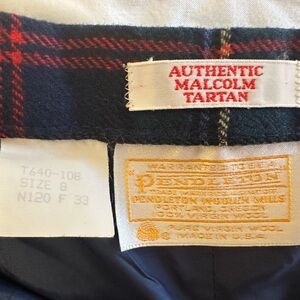 AUTHENTIC
MALCOLM
TARTAN
T640-108
SIZE 8
N120 F 33
WARRANTED TO BE A
"PENDLETON"
PENDLETON WOOLEN MILLS
PORTLAND, OREGON
100% VIRGIN WOOL
PURE VIRGIN WOOL
MADE IN U.S.A.